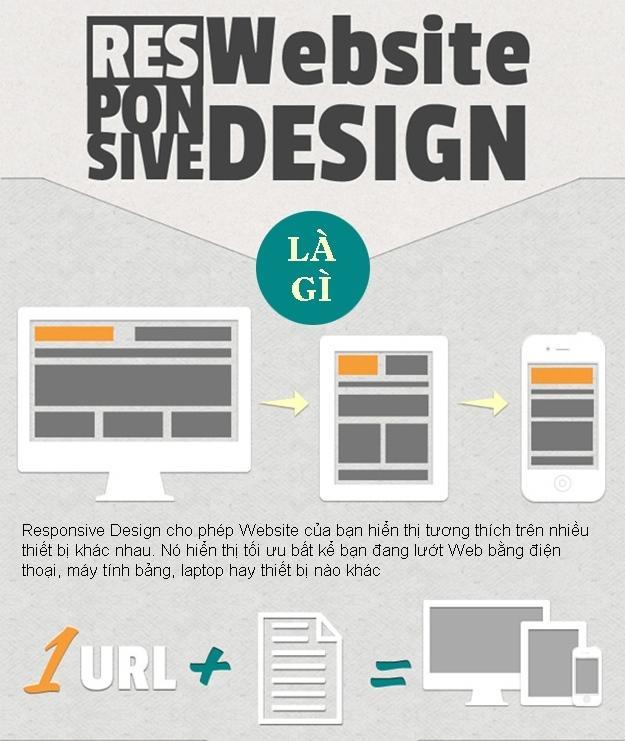 RES Website
PON
SIVE DESIGN
LÀ
GÌ
Responsive Design cho phép Website của bạn hiển thị tương thích trên nhiều
thiết bị khác nhau. Nó hiển thị tối ưu bất kể bạn đang lướt Web bằng điện
thoại, máy tính bảng, laptop hay thiết bị nào khác
1 URL + =